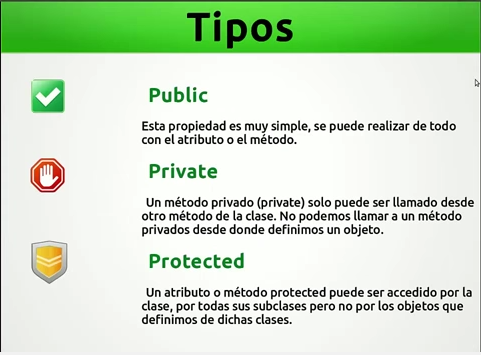 Tipos
Public
Esta propiedad es muy simple, se puede realizar de todo
con el atributo o el método.
Private
Un método privado (private) solo puede ser llamado desde
otro método de la clase. No podemos llamar a un método
privados desde donde definimos un objeto.
Protected
Un atributo o método protected puede ser accedido por la
clase, por todas sus subclases pero no por los objetos que
definimos de dichas clases.